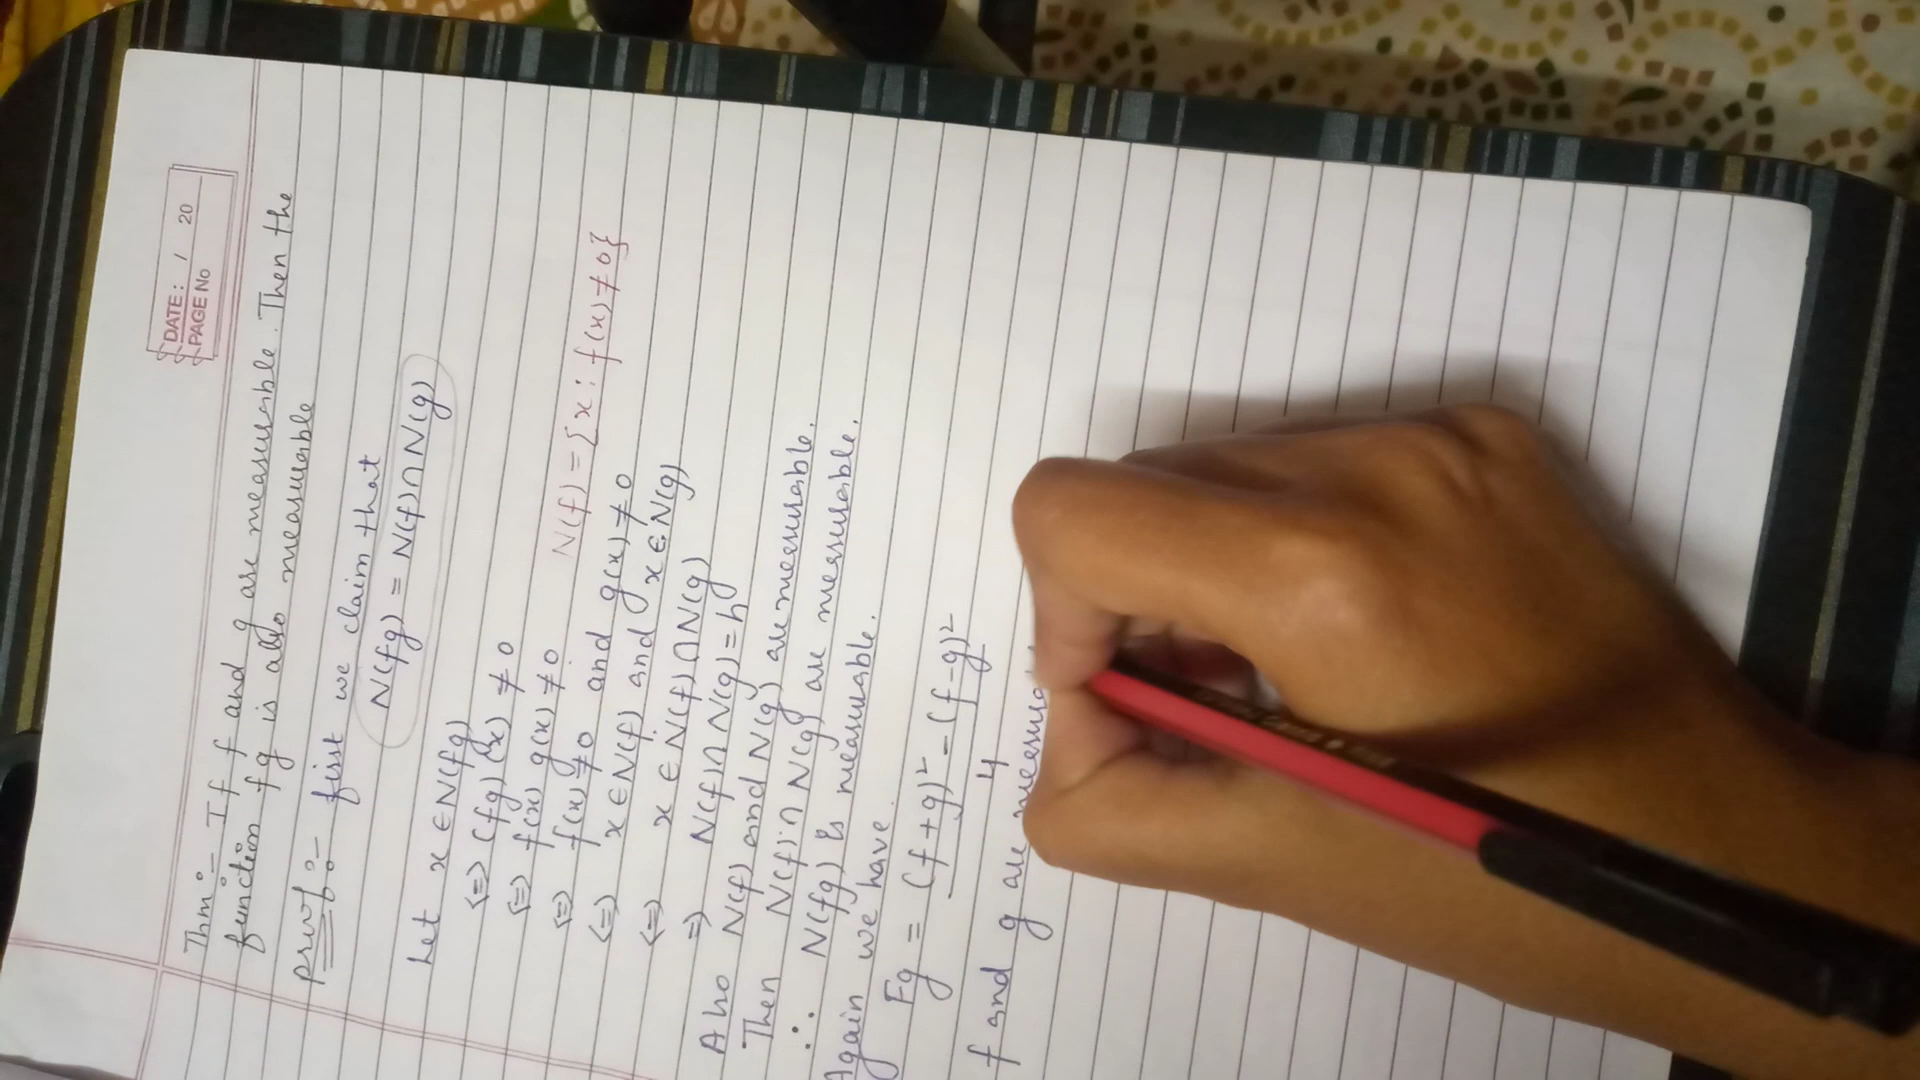 DATE: / 20
PAGE No
Thm:- If f and g are measurable. Then the
function fg is also measurable
proof:- first we claim that
N(fg) = N(f)∩N(g)
Let x ∈ N(fg)
<=> (fg)(x) ≠ 0
<=> f(x) g(x) ≠ 0
<=> f(x) ≠ 0 and g(x) ≠ 0
N(f) = {x : f(x) ≠ 0}
<=> x ∈ N(f) and x ∈ N(g)
<=> x ∈ N(f) ∩ N(g)
=> N(f) ∩ N(g) = h
Also N(f) and N(g) are measurable.
Then N(f) ∩ N(g) are measurable.
∴ N(fg) is measurable.
Again we have
Fg = (f+g)² - (f-g)²
4
f and g are